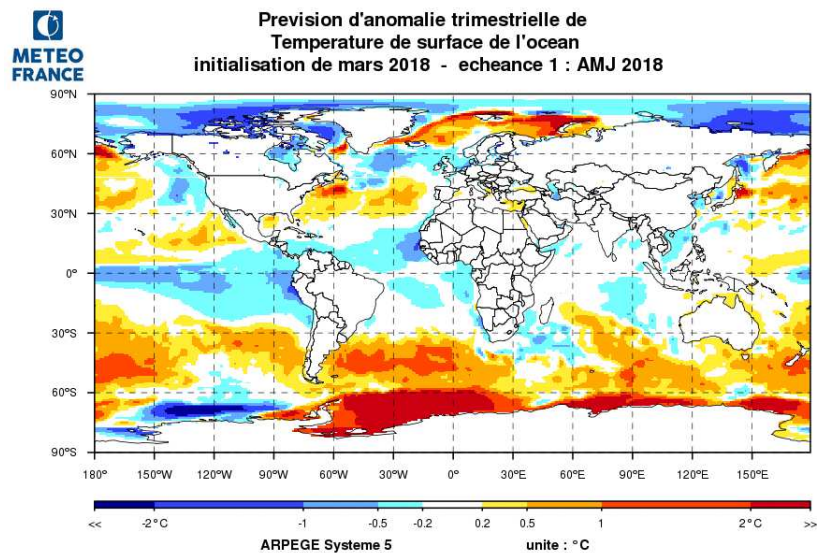 METEO
FRANCE
Prevision d'anomalie trimestrielle de
Temperature de surface de l'ocean
initialisation de mars 2018 - echeance 1 : AMJ 2018
90°N
60°N
30°N
0°
30°S
60°S
90°S
180° 150°W 120°W 90°W 60°W 30°W 0° 30°E 60°E 90°E 120°E 150°E
<< -2°C -1 -0.5 -0.2 0.2 0.5 1 2°C >>
ARPEGE Systeme 5 unite : °C